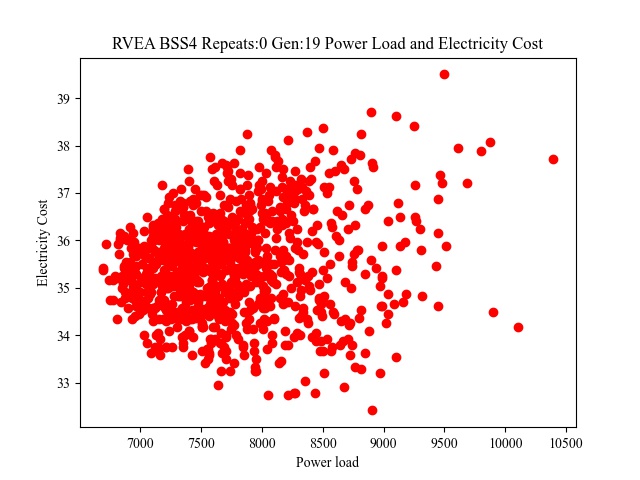 RVEA BSS4 Repeats:0 Gen:19 Power Load and Electricity Cost
39
38
37
36
35
34
33
Electricity Cost
7000 7500 8000 8500 9000 9500 10000 10500
Power load